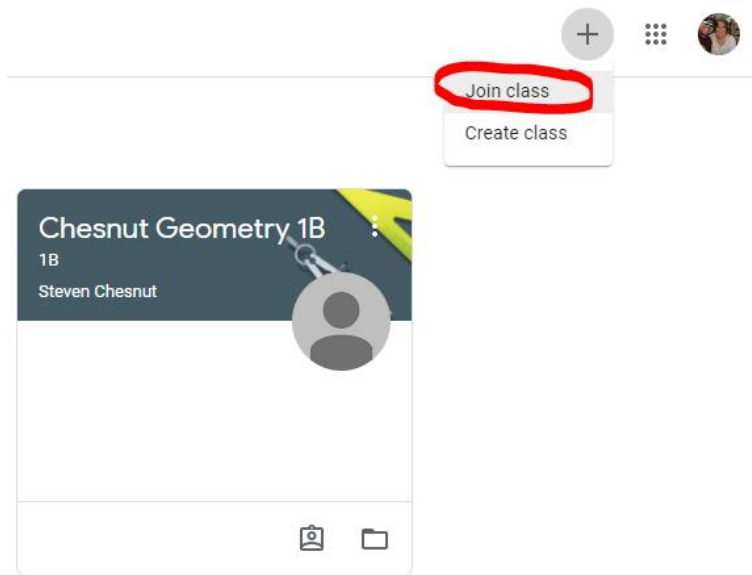 Join class
Create class
Chesnut Geometry 1B
1B
Steven Chesnut